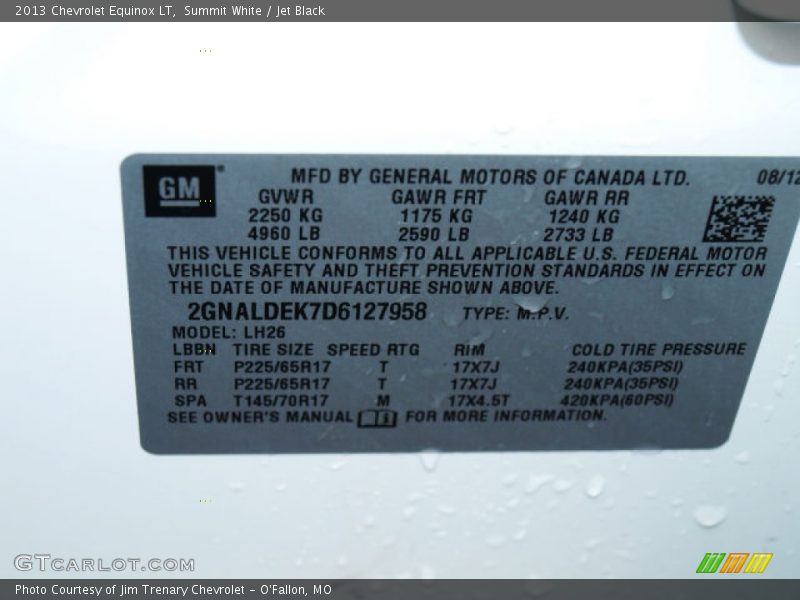 2013 Chevrolet Equinox LT, Summit White / Jet Black
GM
MFD BY GENERAL MOTORS OF CANADA LTD. 08/12
GVWR GAWR FRT GAWR RR
2250 KG 1175 KG 1240 KG
4960 LB 2590 LB 2733 LB
THIS VEHICLE CONFORMS TO ALL APPLICABLE U.S. FEDERAL MOTOR
VEHICLE SAFETY AND THEFT PREVENTION STANDARDS IN EFFECT ON
THE DATE OF MANUFACTURE SHOWN ABOVE.
2GNALDEK7D6127958 TYPE: M.P.V.
MODEL: LH26
LBBN TIRE SIZE SPEED RTG RIM COLD TIRE PRESSURE
FRT P225/65R17 T 17X7J 240KPA(35PSI)
RR P225/65R17 T 17X7J 240KPA(35PSI)
SPA T145/70R17 M 17X4.5T 420KPA(60PSI)
SEE OWNER'S MANUAL FOR MORE INFORMATION.
GTCARLOT.COM
Photo Courtesy of Jim Trenary Chevrolet - O'Fallon, MO